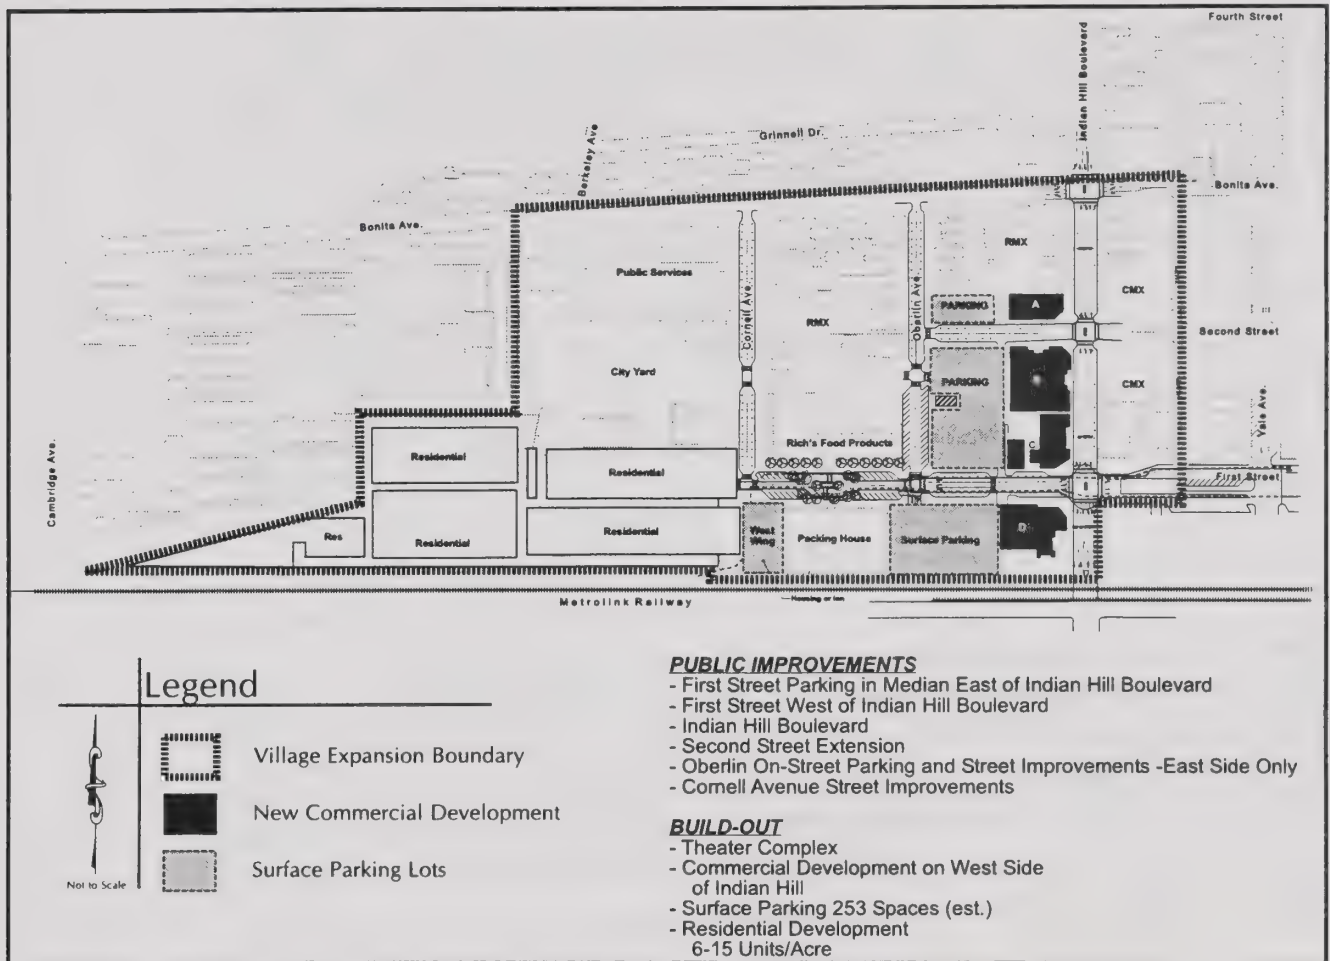 Fourth Street
Indian Hill Boulevard
Grinnell Dr.
Berkeley Ave
Bonita Ave.
Bonita Ave.
RMX
Public Services
CMX
PARKING
A
Cornell Ave.
RMX
Oberlin Ave.
Second Street
City Yard
PARKING
CMX
Yale Ave.
Cambridge Ave.
Rich's Food Products
Residential
Residential
C
First Street
Res
Residential
Residential
West
Wing
Packing House
Surface Parking
D
Metrolink Railway
Housing or Inn
Legend
Village Expansion Boundary
New Commercial Development
Surface Parking Lots
Not to Scale
PUBLIC IMPROVEMENTS
- First Street Parking in Median East of Indian Hill Boulevard
- First Street West of Indian Hill Boulevard
- Indian Hill Boulevard
- Second Street Extension
- Oberlin On-Street Parking and Street Improvements -East Side Only
- Cornell Avenue Street Improvements
BUILD-OUT
- Theater Complex
- Commercial Development on West Side
of Indian Hill
- Surface Parking 253 Spaces (est.)
- Residential Development
6-15 Units/Acre